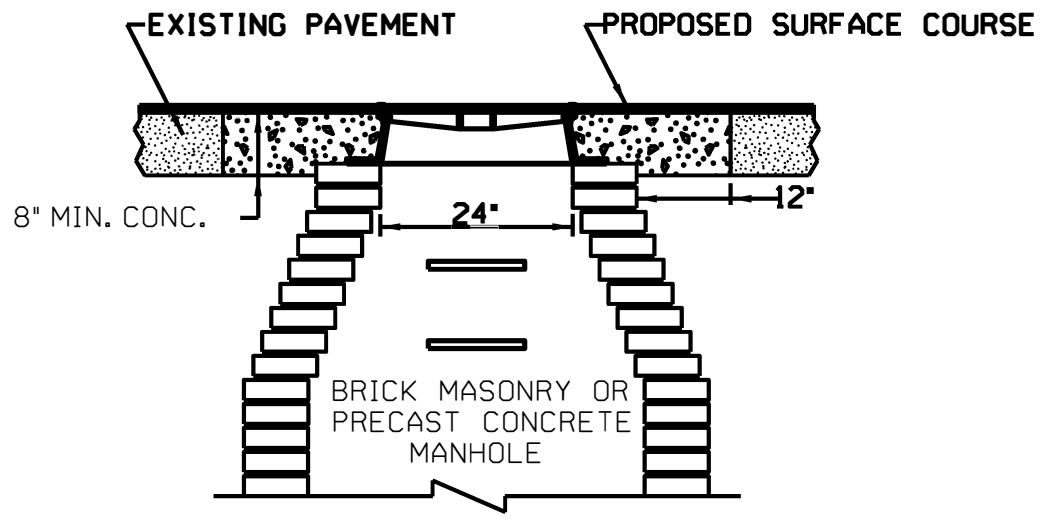 EXISTING PAVEMENT
PROPOSED SURFACE COURSE
8" MIN. CONC.
24"
12"
BRICK MASONRY OR
PRECAST CONCRETE
MANHOLE